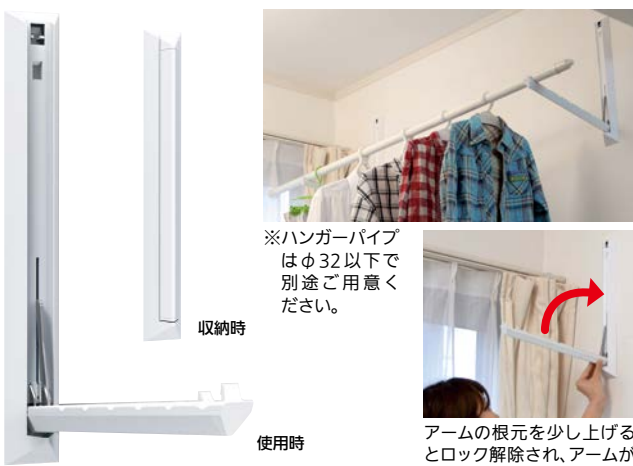 収納時
使用時
※ハンガーパイプ
はφ32以下で
別途ご用意く
ださい。
アームの根元を少し上げる
とロック解除され、アームが